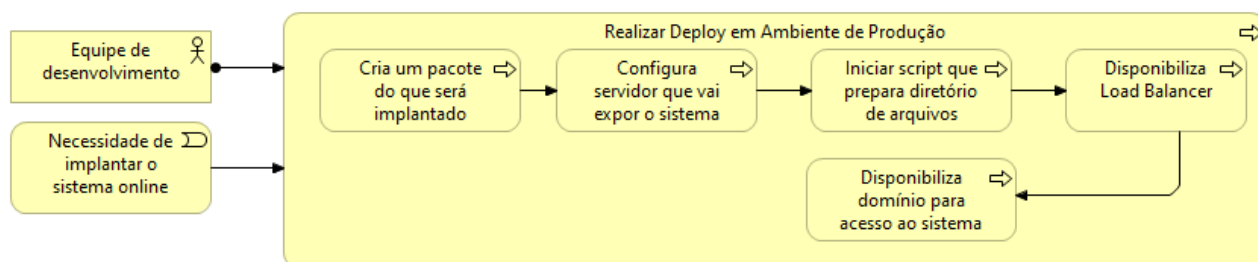 Realizar Deploy em Ambiente de Produção
Equipe de
desenvolvimento
Necessidade de
implantar o
sistema online
Cria um pacote
do que será
implantado
Configura
servidor que vai
expor o sistema
Iniciar script que
prepara diretório
de arquivos
Disponibiliza
Load Balancer
Disponibiliza
domínio para
acesso ao sistema